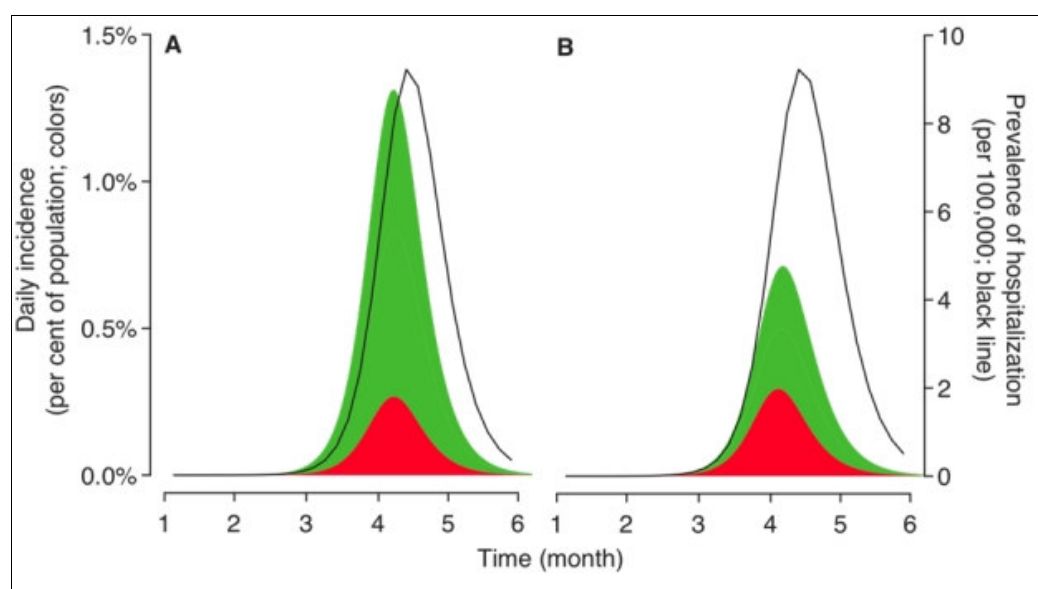 A
B
1.5%
1.0%
0.5%
0.0%
Daily incidence
(per cent of population; colors)
10
8
6
4
2
0
Prevalence of hospitalization
(per 100,000; black line)
1 2 3 4 5 6
1 2 3 4 5 6
Time (month)